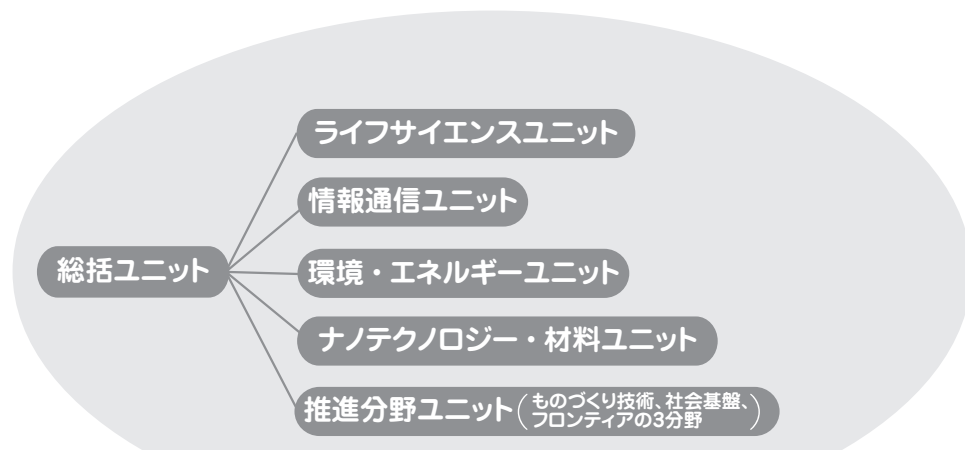 ライフサイエンスユニット
情報通信ユニット
総括ユニット
環境・エネルギーユニット
ナノテクノロジー・材料ユニット
推進分野ユニット(ものづくり技術、社会基盤、
フロンティアの3分野)